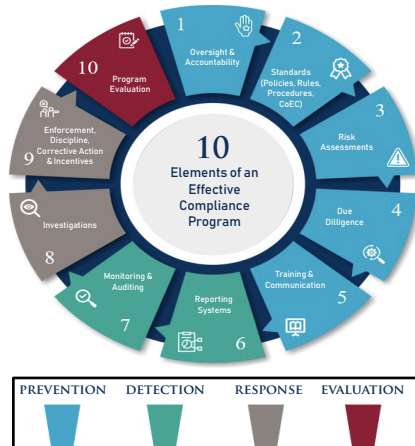 10
Elements of an
Effective
Compliance
Program
1
Oversight &
Accountability
2
Standards
(Policies, Rules,
Procedures,
CoEC)
3
Risk
Assessments
4
Due
Dilligence
5
Training &
Communication
6
Reporting
Systems
7
Monitoring &
Auditing
8
Investigations
9
Enforcement,
Discipline,
Corrective Action
& Incentives
10
Program
Evaluation
PREVENTION DETECTION RESPONSE EVALUATION